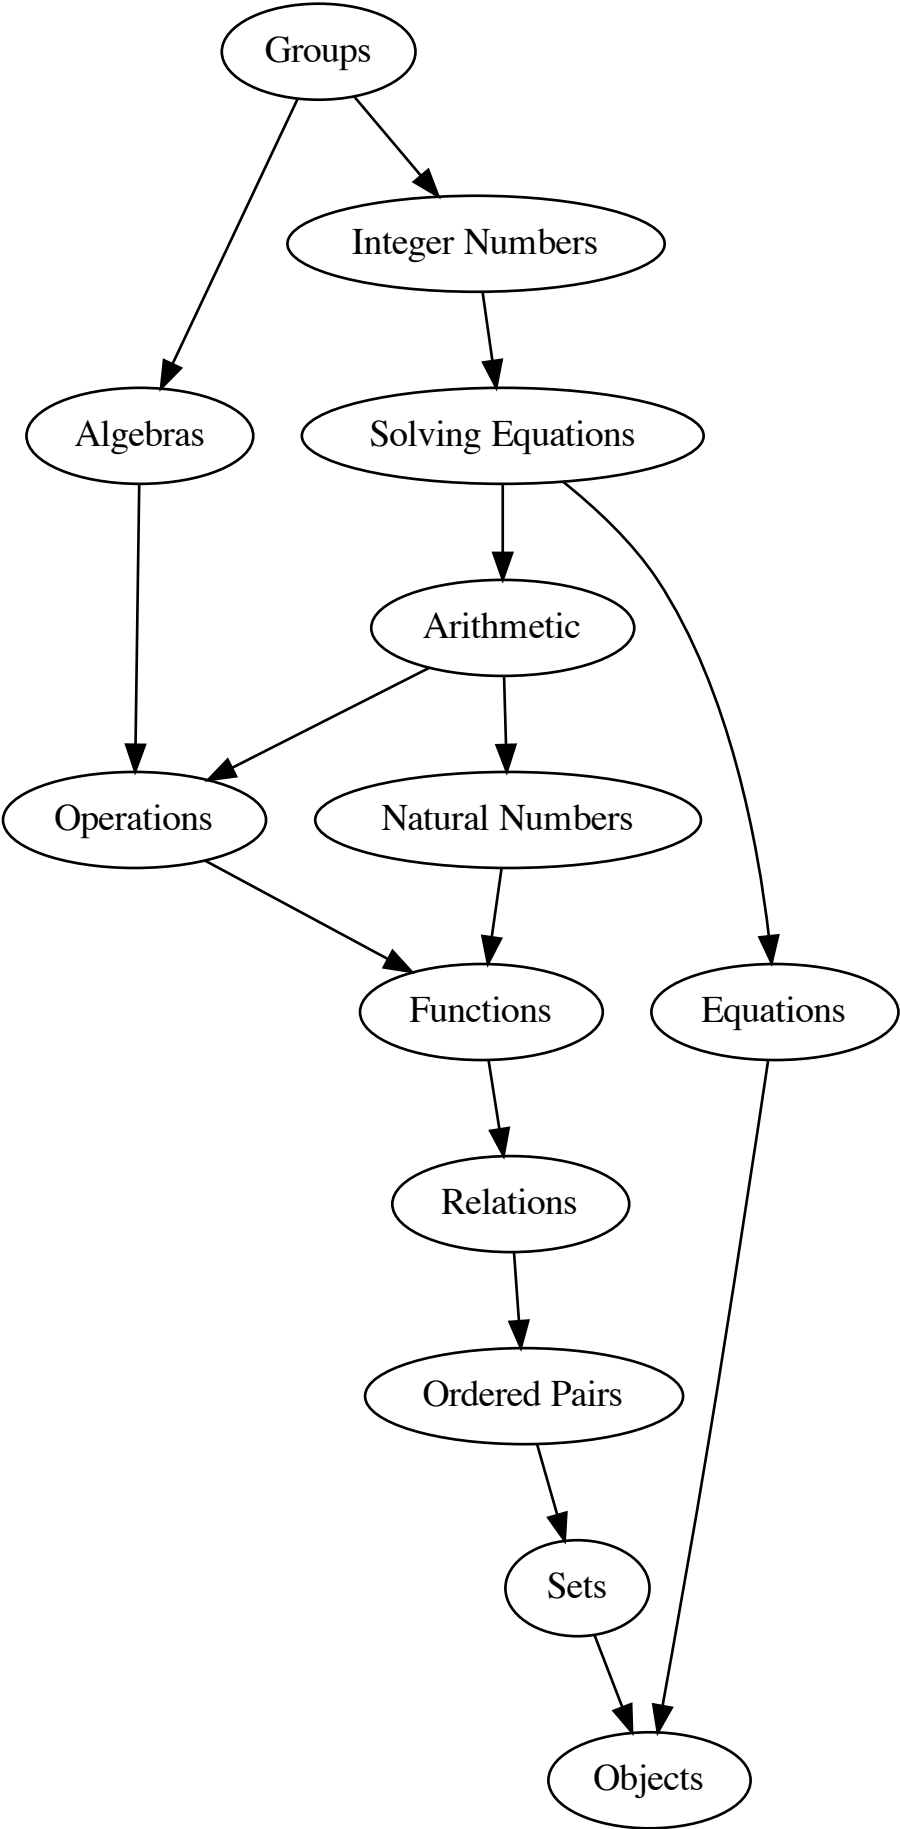 Groups
Integer Numbers
Algebras
Solving Equations
Arithmetic
Operations
Natural Numbers
Functions
Equations
Relations
Ordered Pairs
Sets
Objects